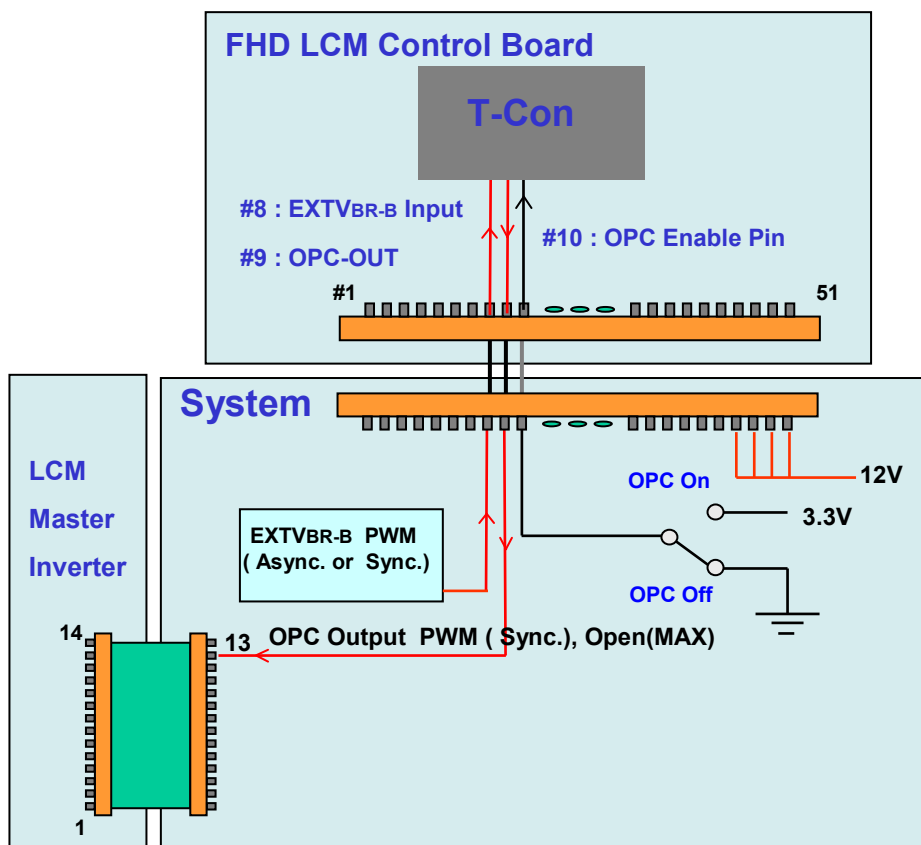 FHD LCM Control Board
T-Con
#8 : EXTVBR-B Input
#9 : OPC-OUT
#10 : OPC Enable Pin
#1
51
System
LCM
Master
Inverter
OPC On
12V
3.3V
EXTVBR-B PWM
( Async. or Sync.)
OPC Off
14
13
OPC Output PWM ( Sync.), Open(MAX)
1